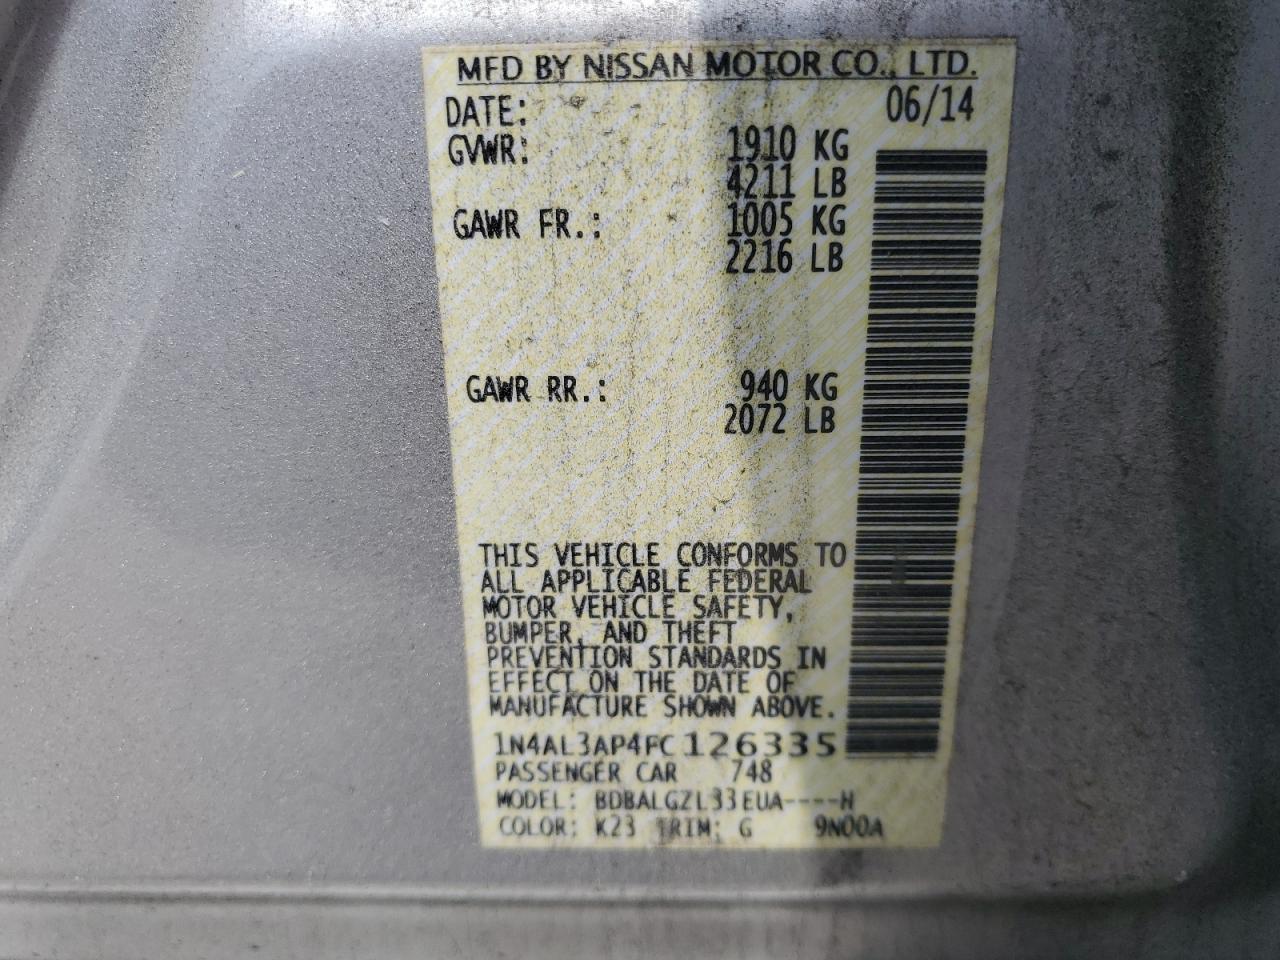 MFD BY NISSAN MOTOR CO., LTD.
DATE: 06/14
GVWR: 1910 KG
4211 LB
GAWR FR.: 1005 KG
2216 LB
GAWR RR.: 940 KG
2072 LB
THIS VEHICLE CONFORMS TO
ALL APPLICABLE FEDERAL
MOTOR VEHICLE SAFETY,
BUMPER, AND THEFT
PREVENTION STANDARDS IN
EFFECT ON THE DATE OF
MANUFACTURE SHOWN ABOVE.
1N4AL3AP4FC126335
PASSENGER CAR 748
MODEL: BDBALGZL33EUA----H
COLOR: K23 TRIM: G 9N00A